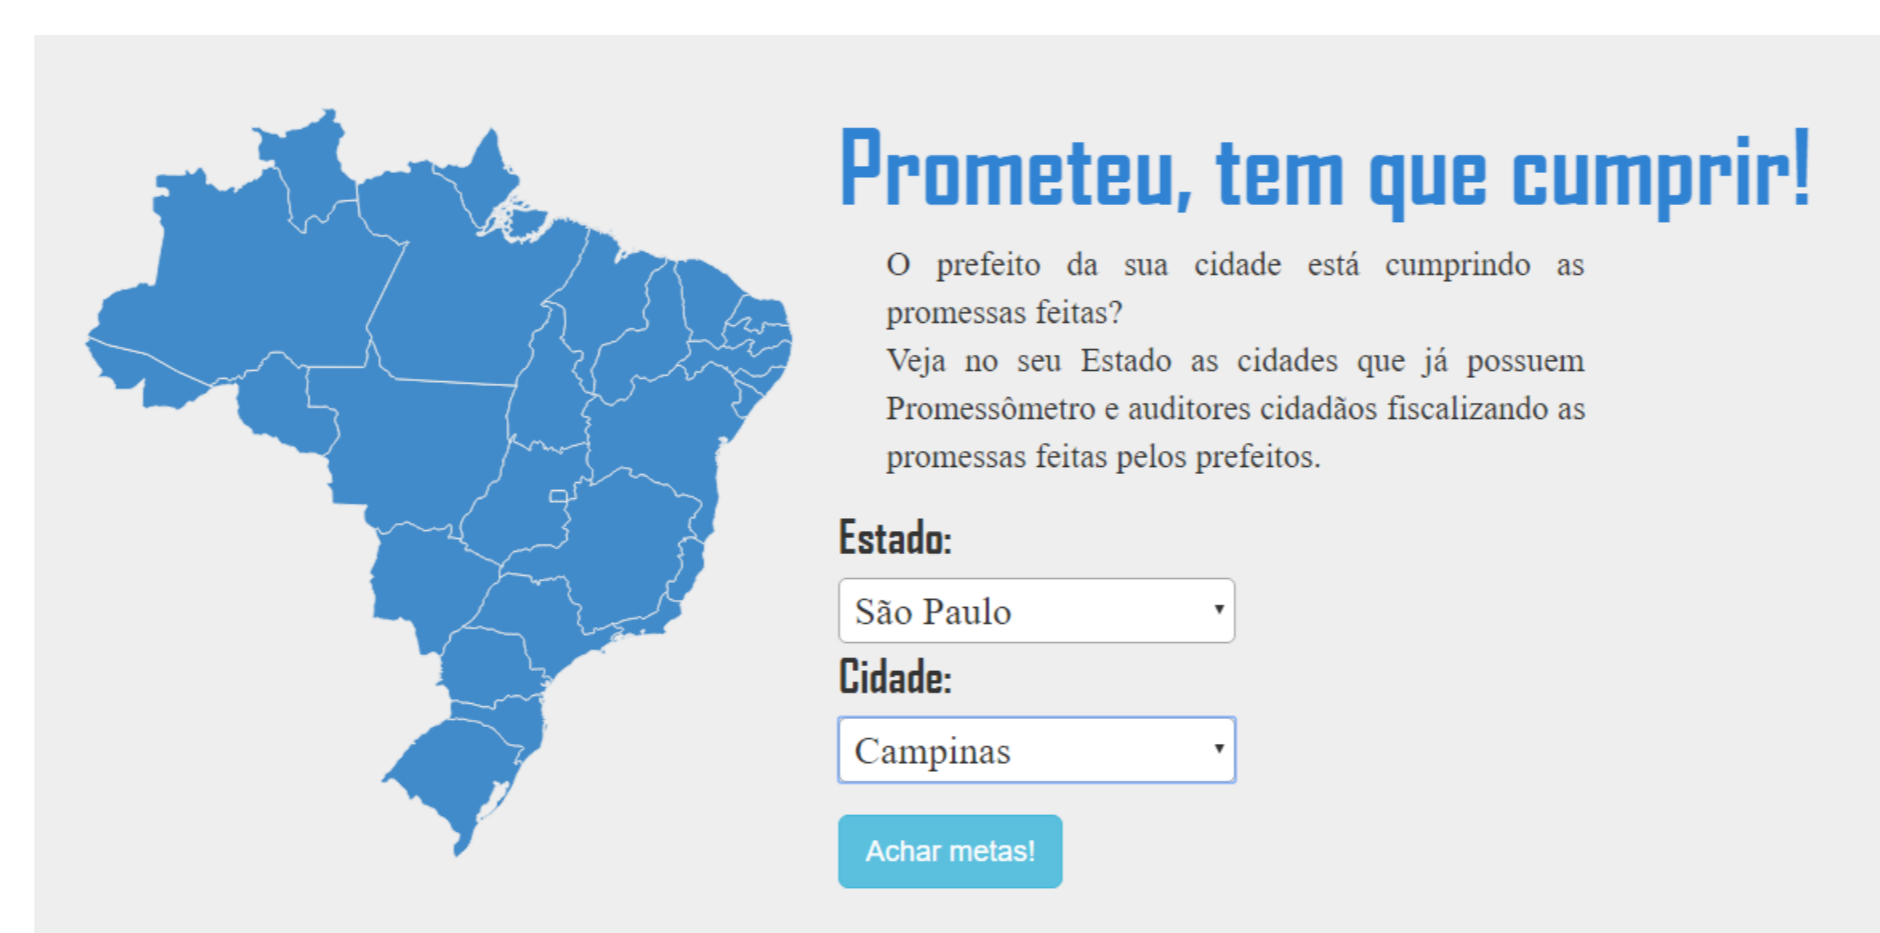 Prometeu, tem que cumprir!
O prefeito da sua cidade está cumprindo as
promessas feitas?
Veja no seu Estado as cidades que já possuem
Promessômetro e auditores cidadãos fiscalizando as
promessas feitas pelos prefeitos.
Estado:
São Paulo
Cidade:
Campinas
Achar metas!